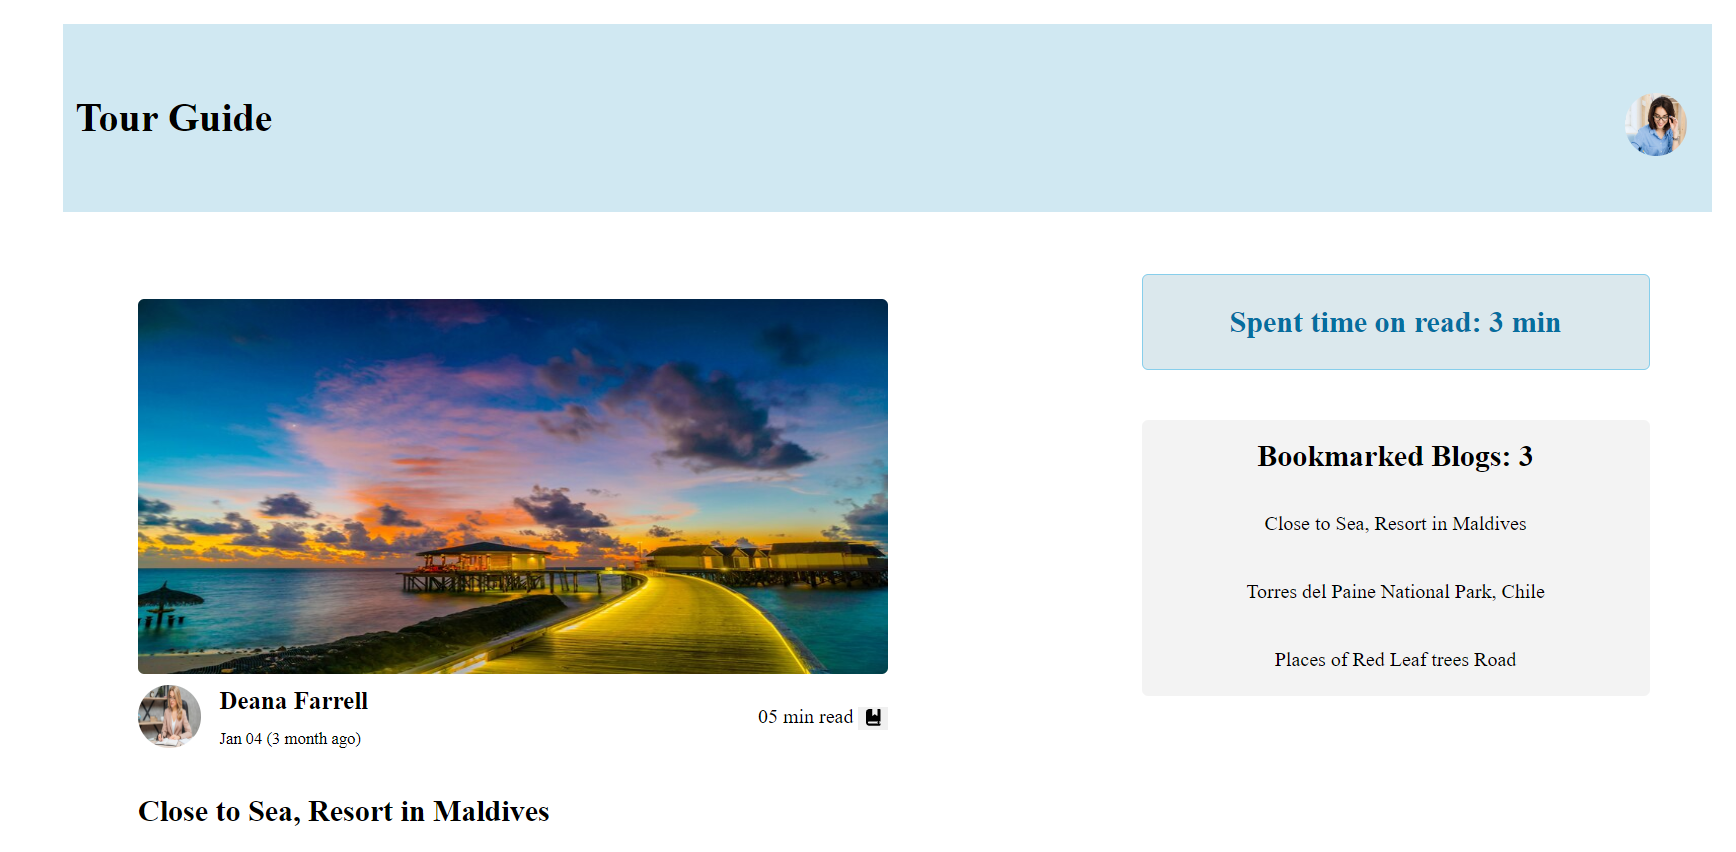 Tour Guide
Spent time on read: 3 min
Bookmarked Blogs: 3
Close to Sea, Resort in Maldives
Torres del Paine National Park, Chile
Places of Red Leaf trees Road
Deana Farrell
Jan 04 (3 month ago)
05 min read
Close to Sea, Resort in Maldives